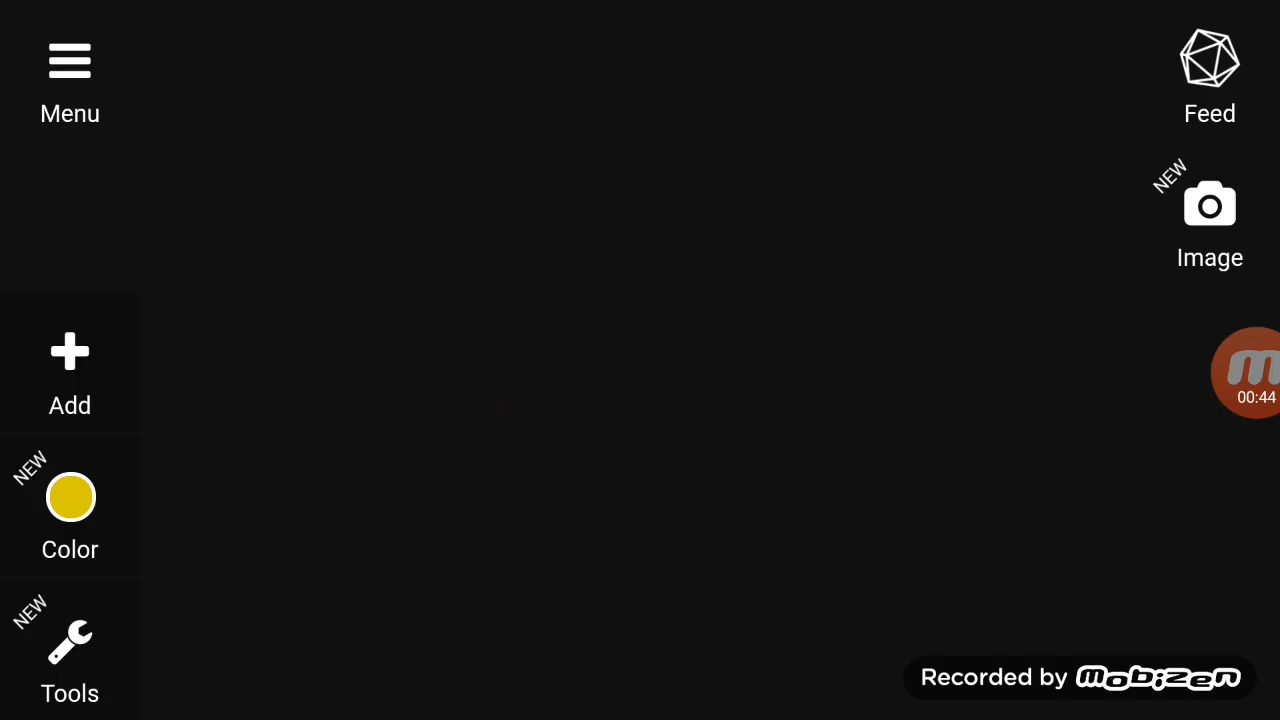 Menu
Feed
NEW
Image
Add
NEW
Color
NEW
Tools
m
00:44
Recorded by mobizen